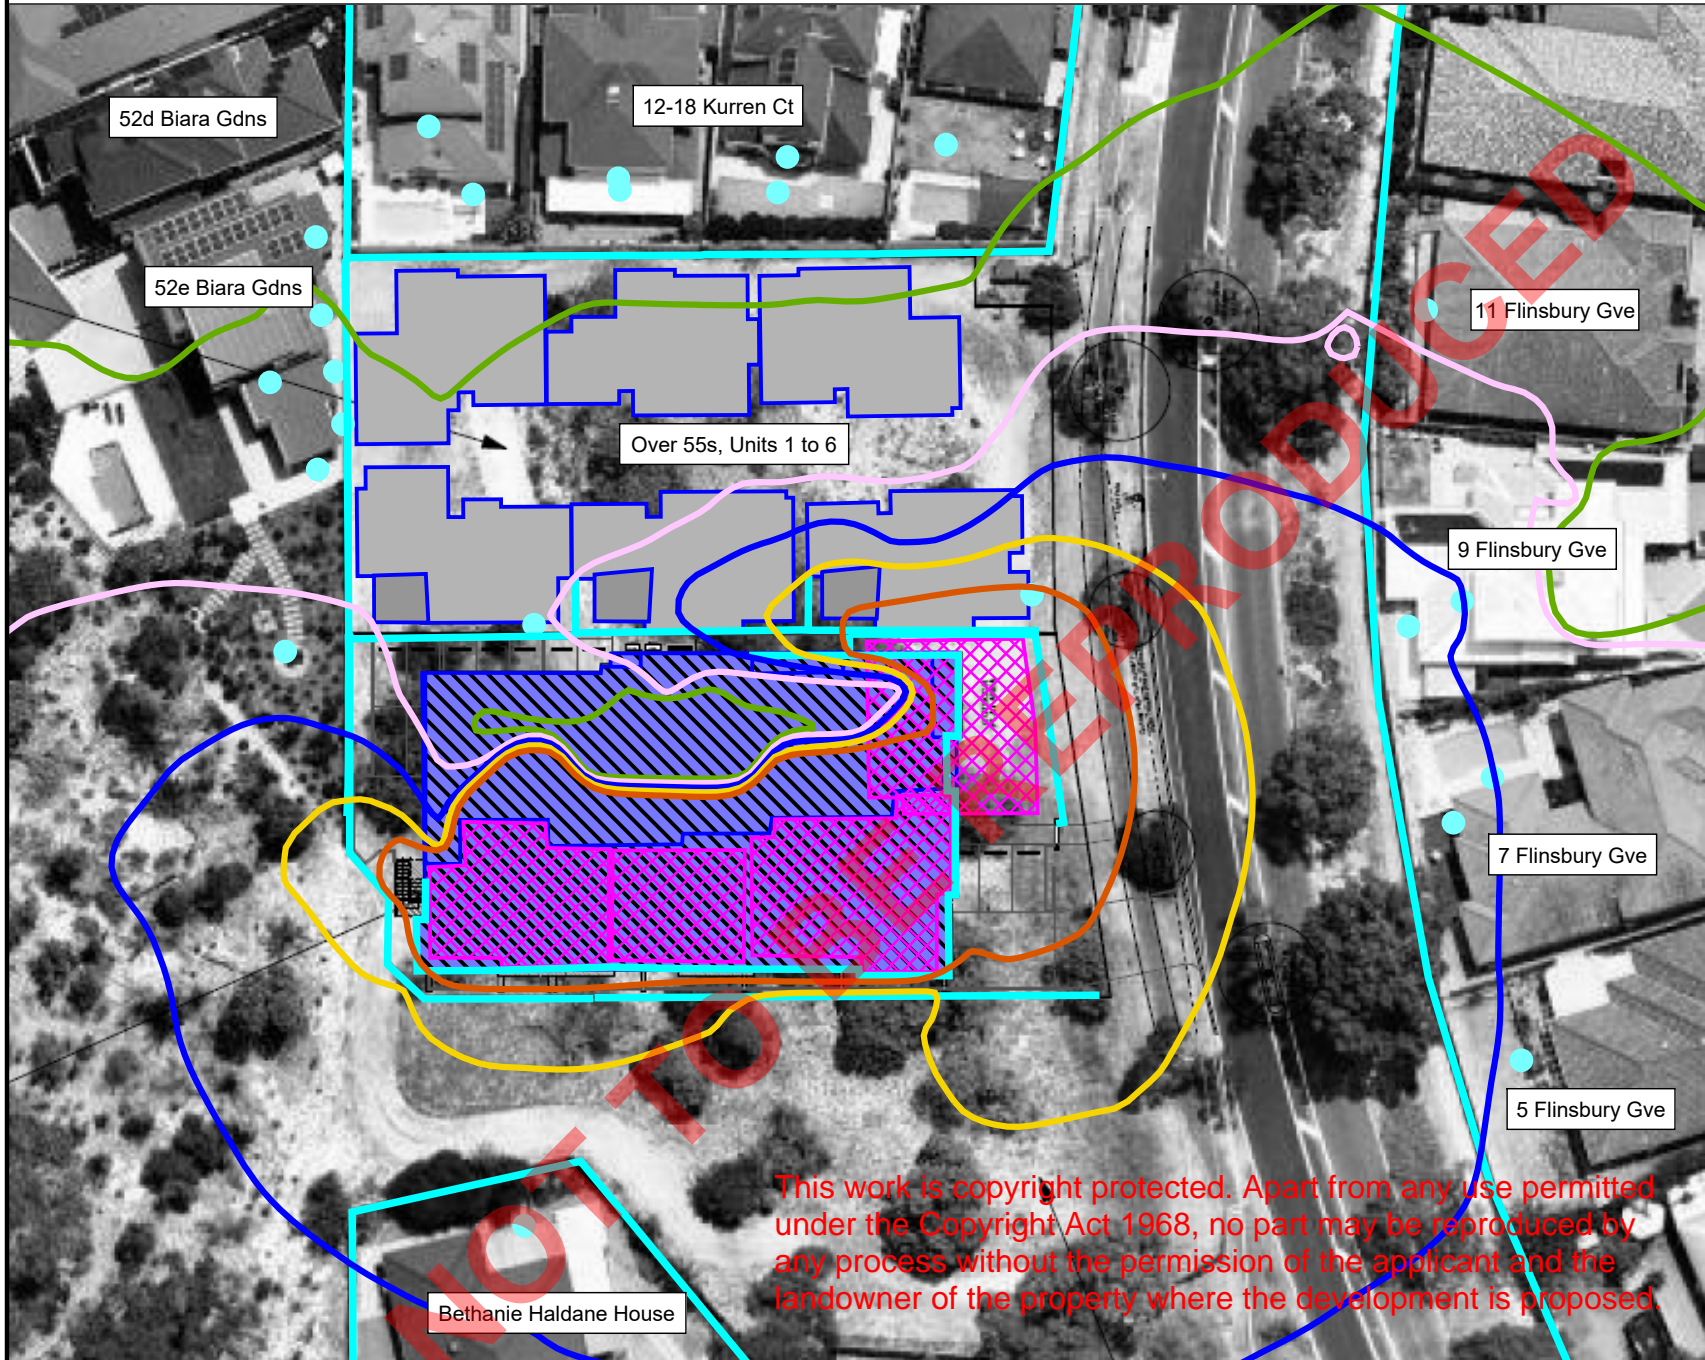 12-18 Kurren Ct
52d Biara Gdns
52e Biara Gdns
11 Flinsbury Gve
Over 55s, Units 1 to 6
9 Flinsbury Gve
7 Flinsbury Gve
5 Flinsbury Gve
Bethanie Haldane House
NOT TO BE REPRODUCED
This work is copyright protected. Apart from any use permitted
under the Copyright Act 1968, no part may be reproduced by
any process without the permission of the applicant and the
landowner of the property where the development is proposed.